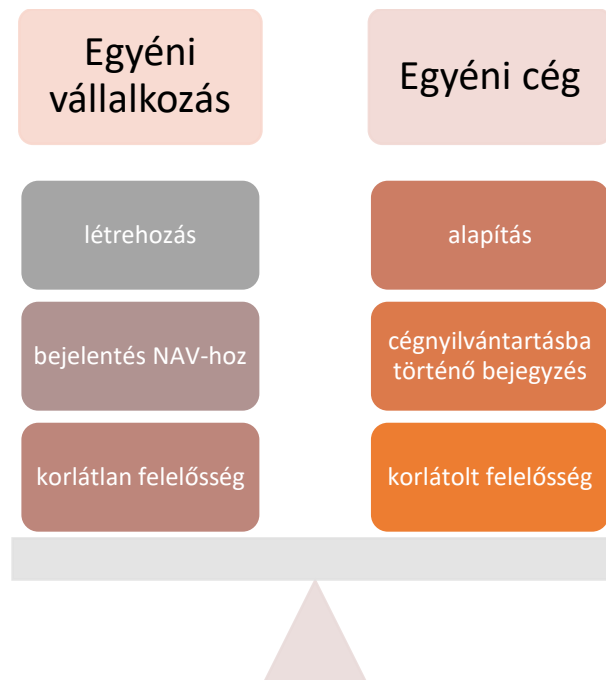 Egyéni
vállalkozás
létrehozás
bejelentés NAV-hoz
korlátlan felelősség
Egyéni cég
alapítás
cégnyilvántartásba
történő bejegyzés
korlátolt felelősség